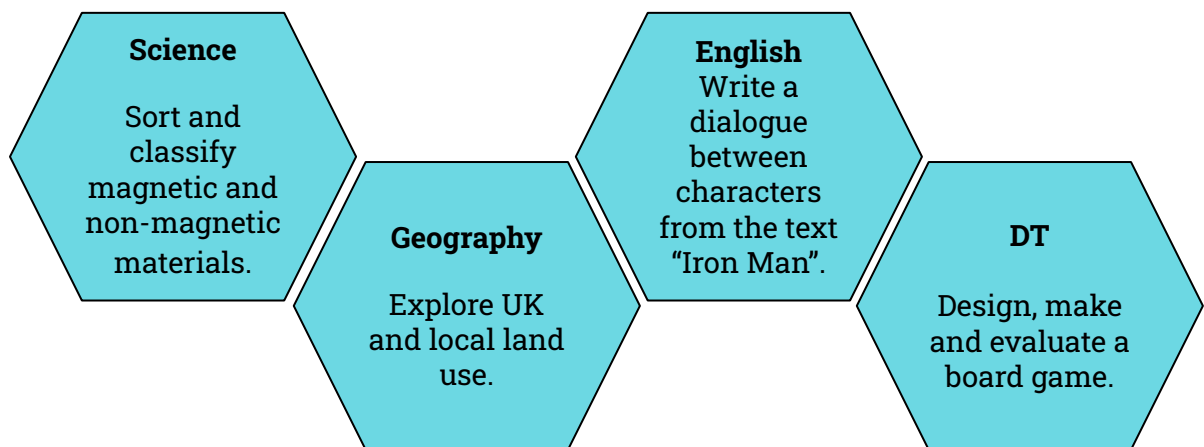 Science
Sort and
classify
magnetic and
non-magnetic
materials.
Geography
Explore UK
and local land
use.
English
Write a
dialogue
between
characters
from the text
“Iron Man”.
DT
Design, make
and evaluate a
board game.